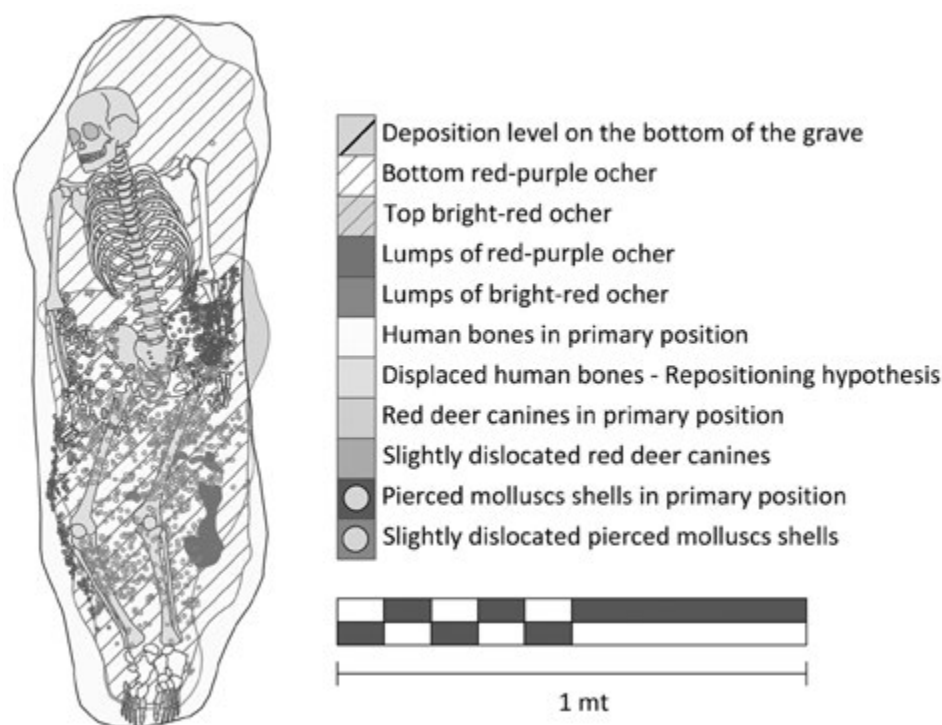 Deposition level on the bottom of the grave
Bottom red-purple ocher
Top bright-red ocher
Lumps of red-purple ocher
Lumps of bright-red ocher
Human bones in primary position
Displaced human bones - Repositioning hypothesis
Red deer canines in primary position
Slightly dislocated red deer canines
Pierced molluscs shells in primary position
Slightly dislocated pierced molluscs shells
1 mt